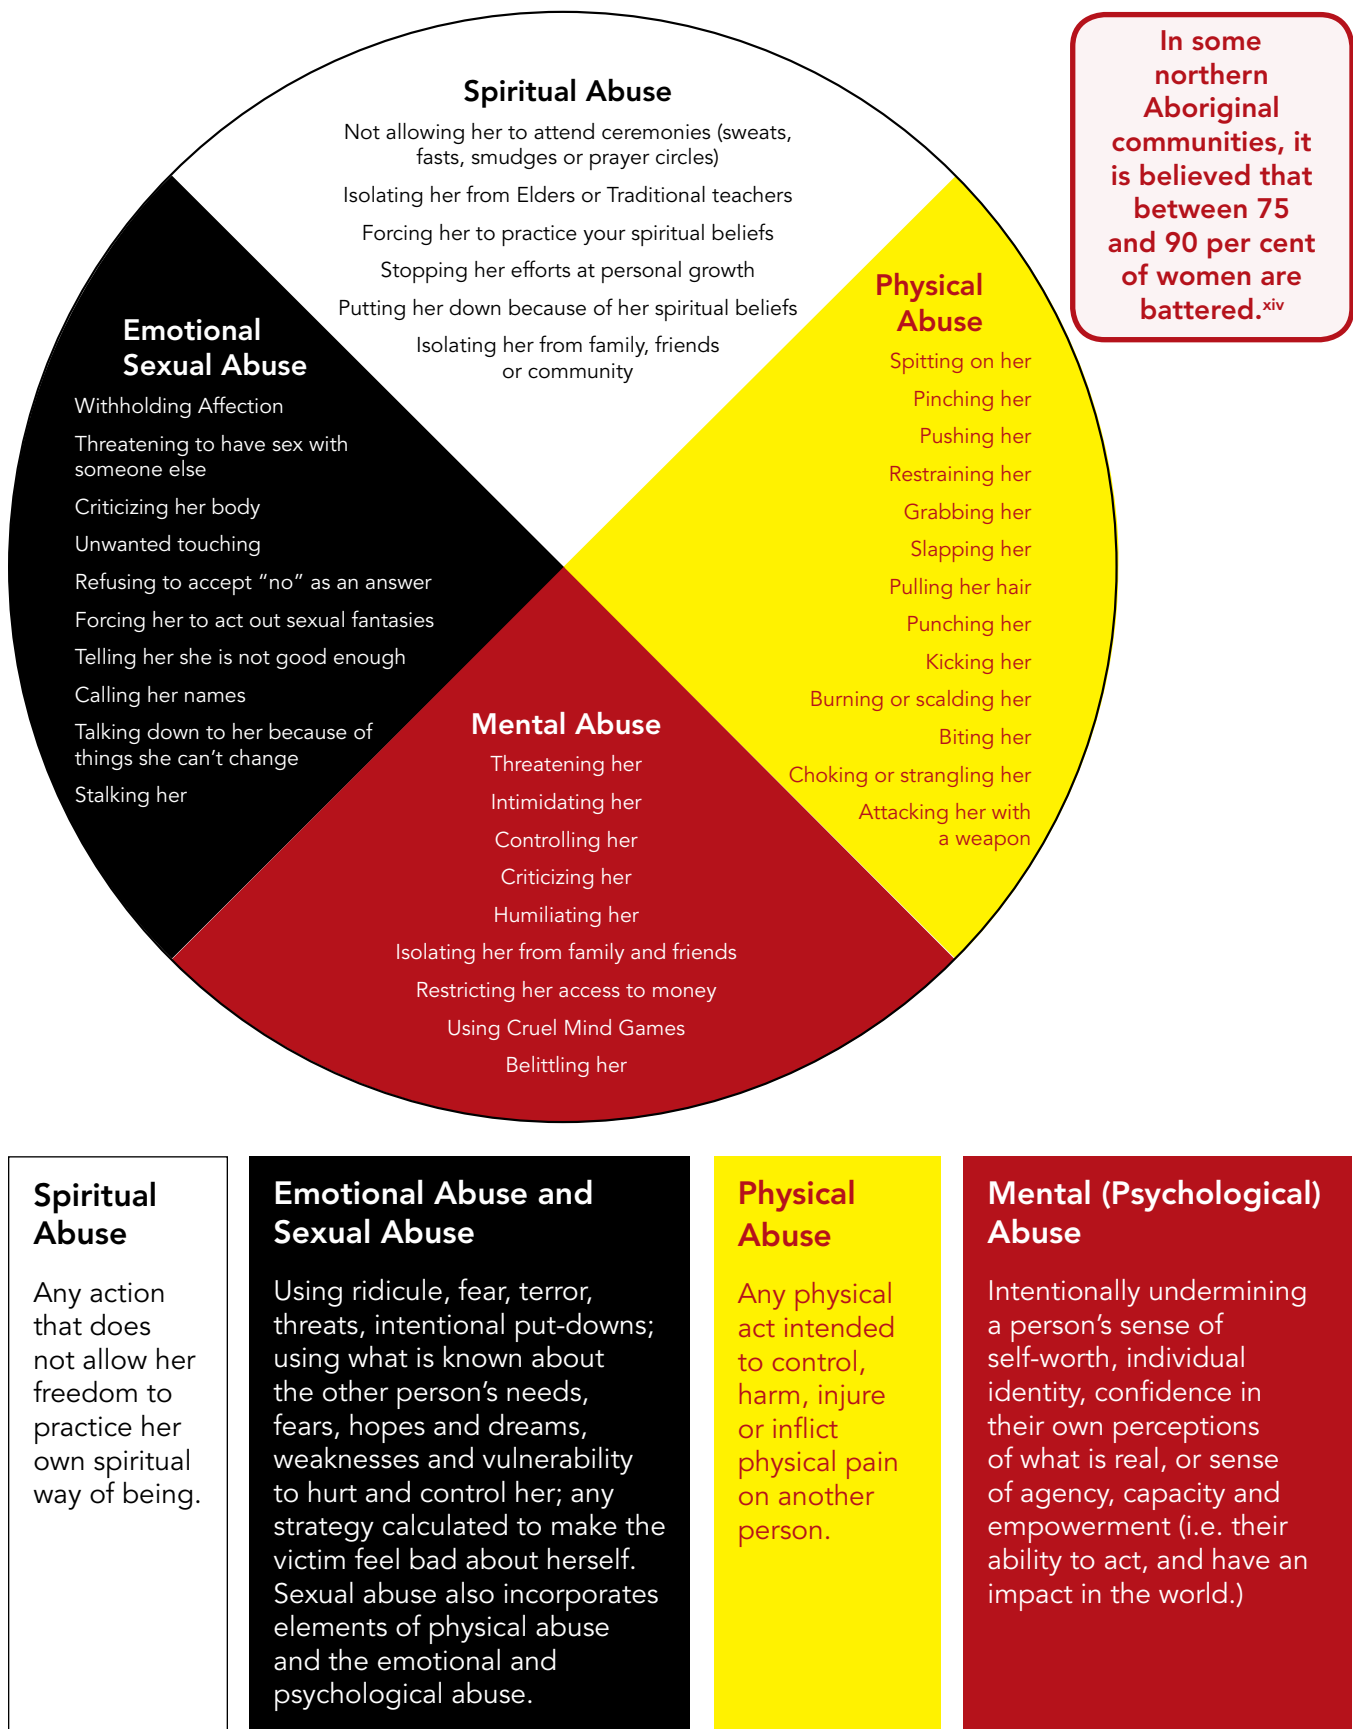 In some
northern
Aboriginal
communities, it
is believed that
between 75
and 90 per cent
of women are
battered.xiv
Spiritual Abuse
Not allowing her to attend ceremonies (sweats,
fasts, smudges or prayer circles)
Isolating her from Elders or Traditional teachers
Forcing her to practice your spiritual beliefs
Stopping her efforts at personal growth
Putting her down because of her spiritual beliefs
Isolating her from family, friends
or community
Emotional
Sexual Abuse
Withholding Affection
Threatening to have sex with
someone else
Criticizing her body
Unwanted touching
Refusing to accept “no” as an answer
Forcing her to act out sexual fantasies
Telling her she is not good enough
Calling her names
Talking down to her because of
things she can’t change
Stalking her
Physical
Abuse
Spitting on her
Pinching her
Pushing her
Restraining her
Grabbing her
Slapping her
Pulling her hair
Punching her
Kicking her
Burning or scalding her
Biting her
Choking or strangling her
Attacking her with
a weapon
Mental Abuse
Threatening her
Intimidating her
Controlling her
Criticizing her
Humiliating her
Isolating her from family and friends
Restricting her access to money
Using Cruel Mind Games
Belittling her
Spiritual
Abuse
Any action
that does
not allow her
freedom to
practice her
own spiritual
way of being.
Emotional Abuse and
Sexual Abuse
Using ridicule, fear, terror,
threats, intentional put-downs;
using what is known about
the other person’s needs,
fears, hopes and dreams,
weaknesses and vulnerability
to hurt and control her; any
strategy calculated to make the
victim feel bad about herself.
Sexual abuse also incorporates
elements of physical abuse
and the emotional and
psychological abuse.
Physical
Abuse
Any physical
act intended
to control,
harm, injure
or inflict
physical pain
on another
person.
Mental (Psychological)
Abuse
Intentionally undermining
a person’s sense of
self-worth, individual
identity, confidence in
their own perceptions
of what is real, or sense
of agency, capacity and
empowerment (i.e. their
ability to act, and have an
impact in the world.)